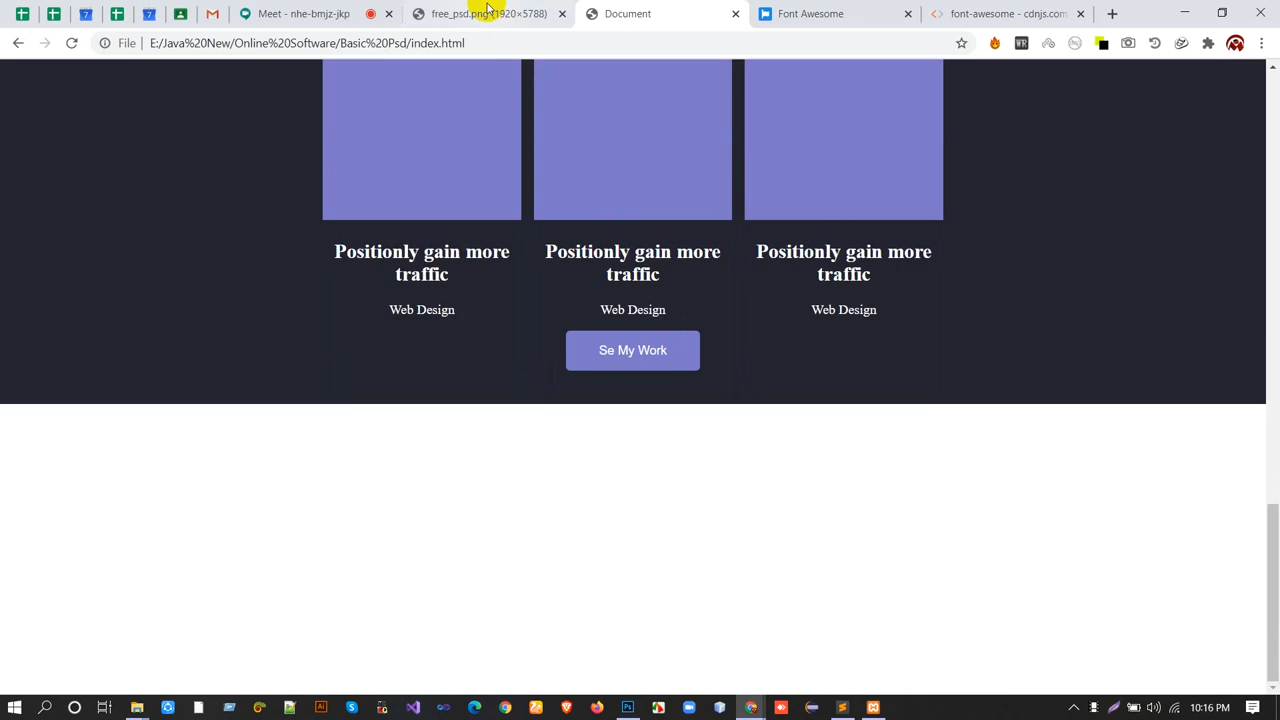 Meet - nhe-bmjz-jkp
free_psd.png (1920×5788)
Document
Font Awesome
font-awesome - cdnjs.com
File
E:/Java%20New/Online%20Software/Basic%20Psd/index.html
Positionly gain more
traffic
Web Design
Positionly gain more
traffic
Web Design
Positionly gain more
traffic
Web Design
Se My Work
10:16 PM